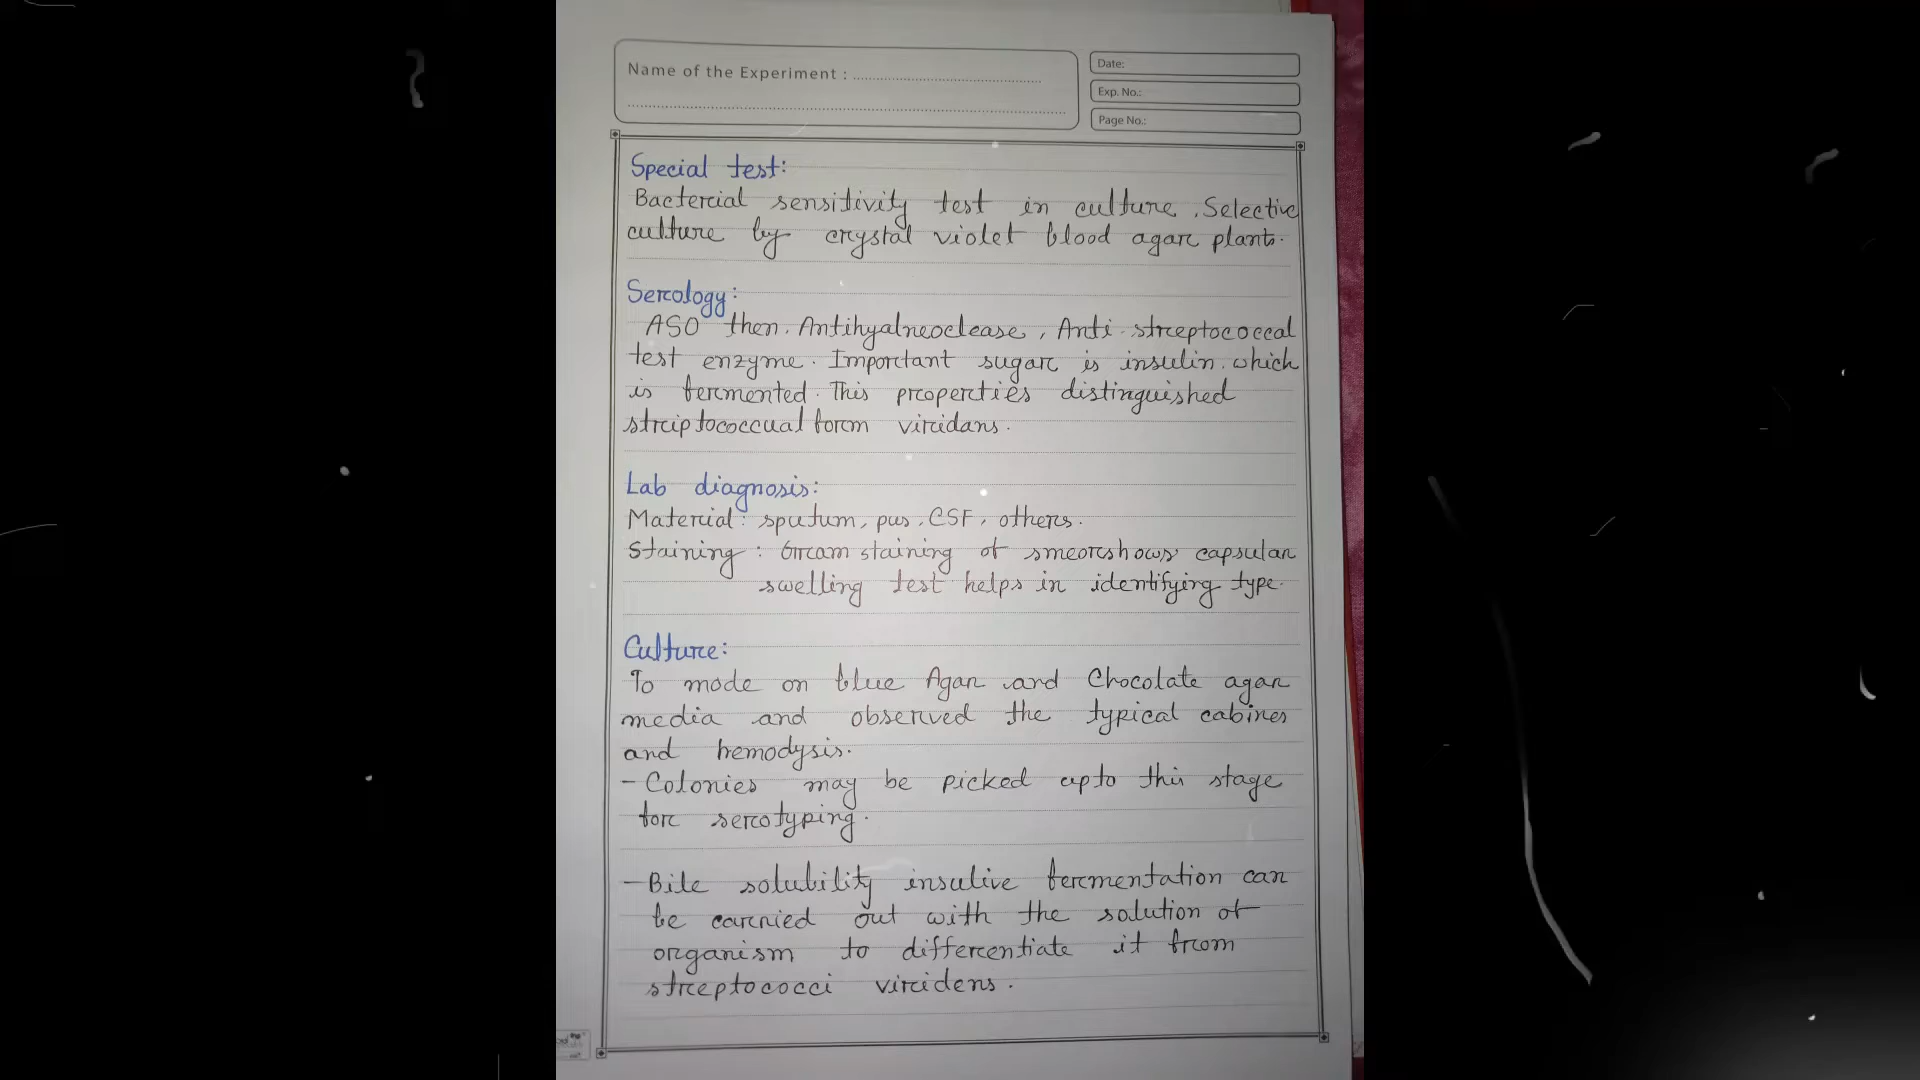 Name of the Experiment :
Date:
Exp. No.:
Page No.:
Special test:
Bacterial sensitivity test in culture. Selective
culture by crystal violet blood agar plants.
Serology:
ASO then. Antihyalneoclease, Anti-streptococcal
test enzyme. Important sugar is insulin. which
is fermented. This properties distinguished
striptococcual form viridans.
Lab diagnosis:
Material: sputum, pus, CSF, others.
Staining: Gram staining of smearshows capsular
swelling test helps in identifying type.
Culture:
To mode on blue Agar and Chocolate agar
media and observed the typical cabines
and hemodysis.
- Colonies may be picked upto this stage
for serotyping.
- Bile solubility insulive fermentation can
be carried out with the solution of
organism to differentiate it from
streptococci viridens.